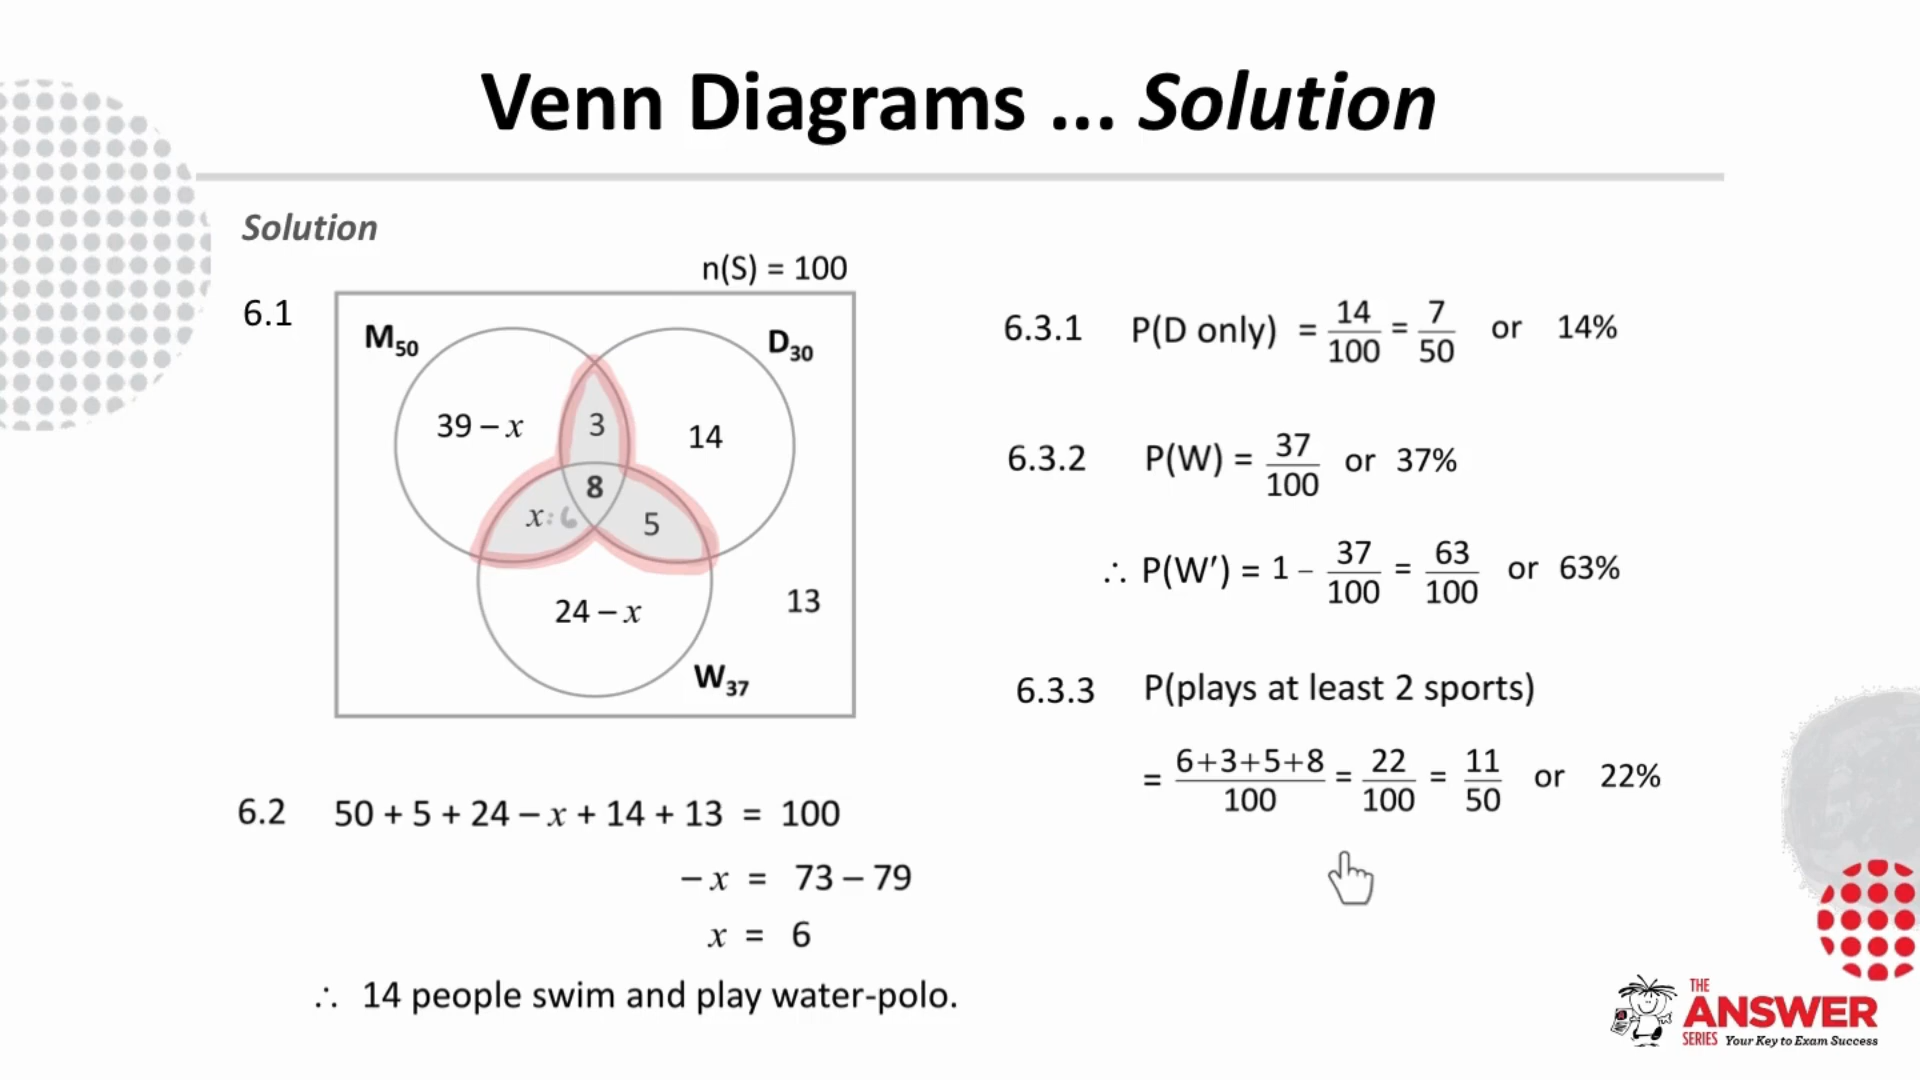 Venn Diagrams ... Solution
Solution
n(S) = 100
6.1
M50
D30
39 – x
3
14
8
x: 6
5
24 – x
13
W37
6.2 50 + 5 + 24 – x + 14 + 13 = 100
– x = 73 – 79
x = 6
∴ 14 people swim and play water-polo.
6.3.1 P(D only) = 14/100 = 7/50 or 14%
6.3.2 P(W) = 37/100 or 37%
∴ P(W′) = 1 – 37/100 = 63/100 or 63%
6.3.3 P(plays at least 2 sports)
= 6+3+5+8/100 = 22/100 = 11/50 or 22%
THE
ANSWER
SERIES Your Key to Exam Success